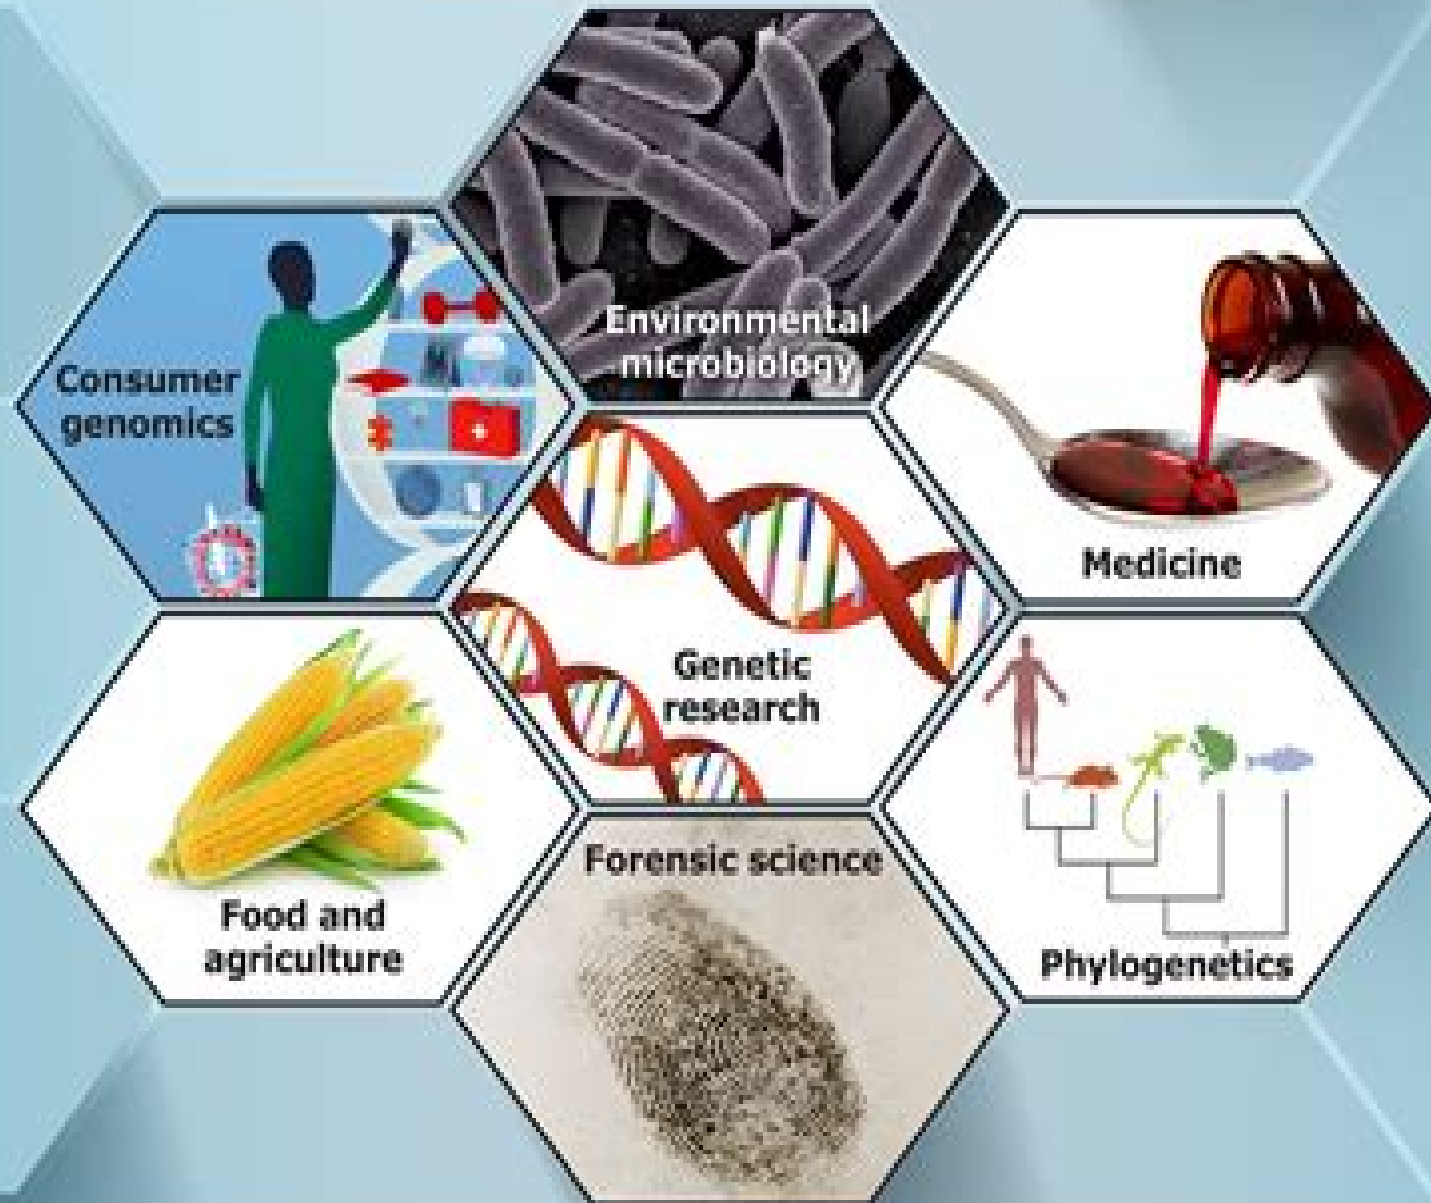 Environmental
microbiology
Consumer
genomics
Medicine
Genetic
research
Food and
agriculture
Forensic science
Phylogenetics